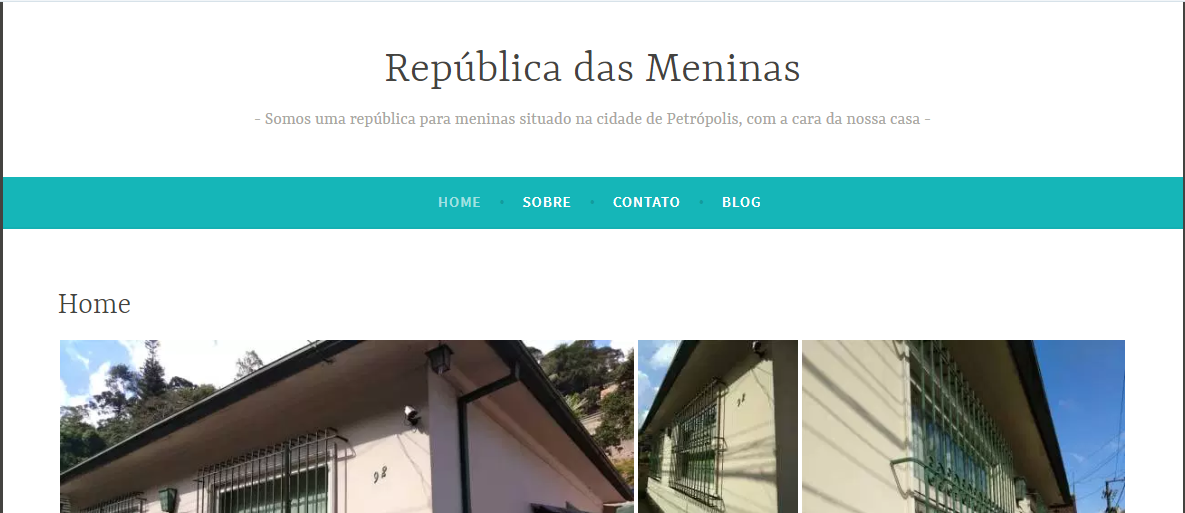 República das Meninas
- Somos uma república para meninas situado na cidade de Petrópolis, com a cara da nossa casa -
HOME • SOBRE • CONTATO • BLOG
Home
92
92